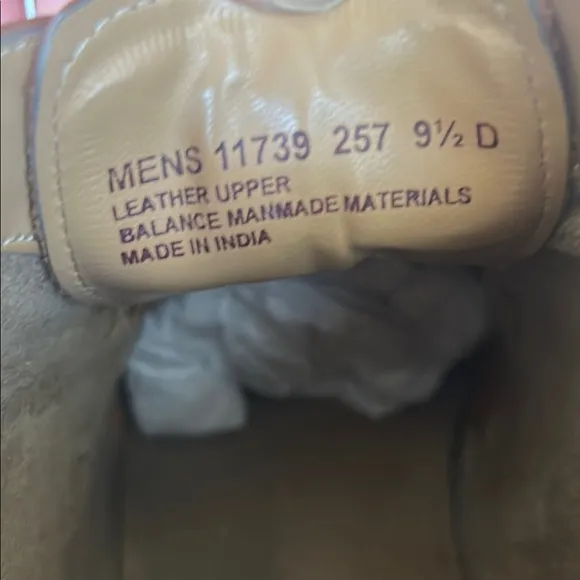 MENS 11739 257 9½ D
LEATHER UPPER
BALANCE MANMADE MATERIALS
MADE IN INDIA